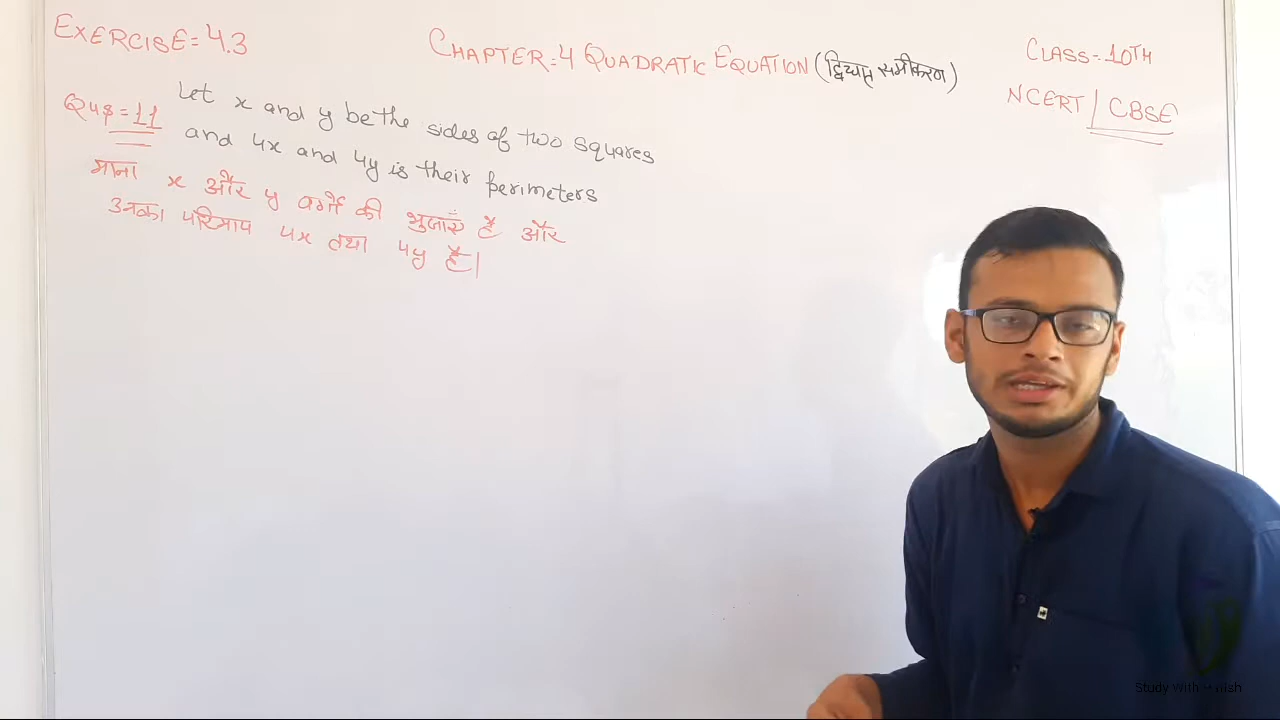 EXERCISE=4.3
CHAPTER=4 QUADRATIC EQUATION (द्विघात समीकरण)
CLASS=10TH
NCERT / CBSE
Qus=11 Let x and y be the sides of two squares
and 4x and 4y is their perimeters
माना x और y वर्गों की भुजाएँ है और
उनका परिमाप 4x तथा 4y है।
Study with